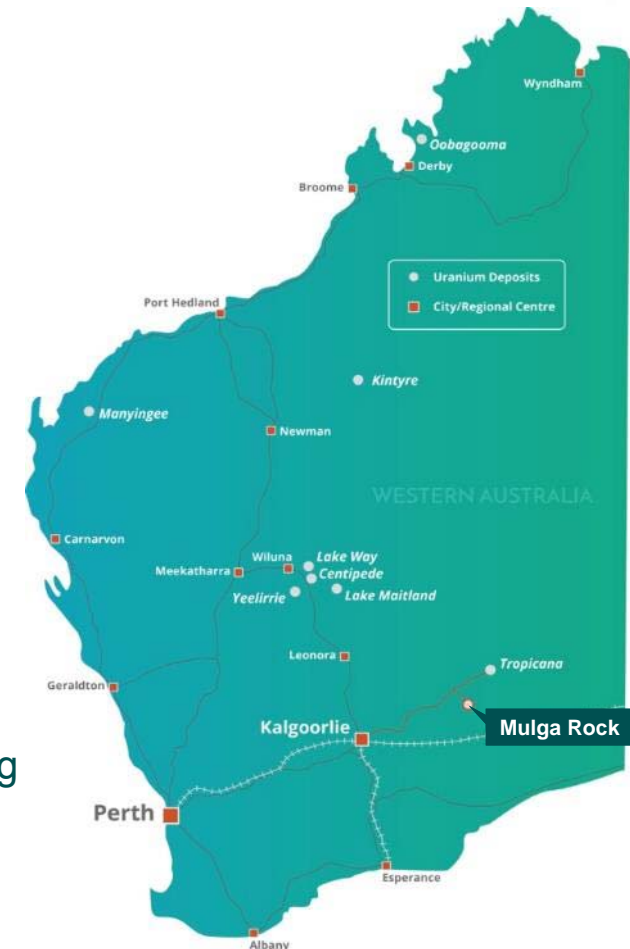 Wyndham
Oobagooma
Derby
Broome
Uranium Deposits
City/Regional Centre
Port Hedland
Kintyre
Manyingee
Newman
WESTERN AUSTRALIA
Carnarvon
Wiluna
Lake Way
Meekatharra
Centipede
Yeelirrie
Lake Maitland
Leonora
Tropicana
Geraldton
Kalgoorlie
Mulga Rock
g
Perth
Esperance
Albany